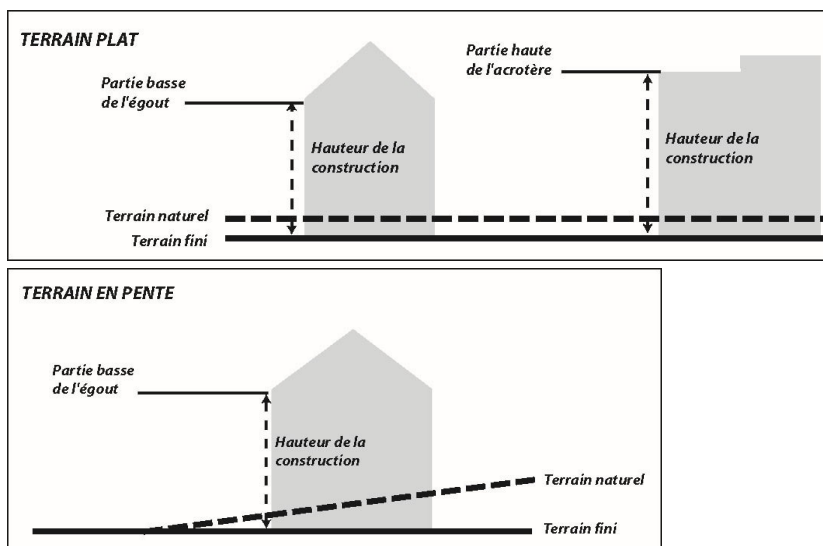 TERRAIN PLAT
Partie basse
de l'égout
Hauteur de la
construction
Partie haute
de l'acrotère
Hauteur de la
construction
Terrain naturel
Terrain fini
TERRAIN EN PENTE
Partie basse
de l'égout
Hauteur de la
construction
Terrain naturel
Terrain fini